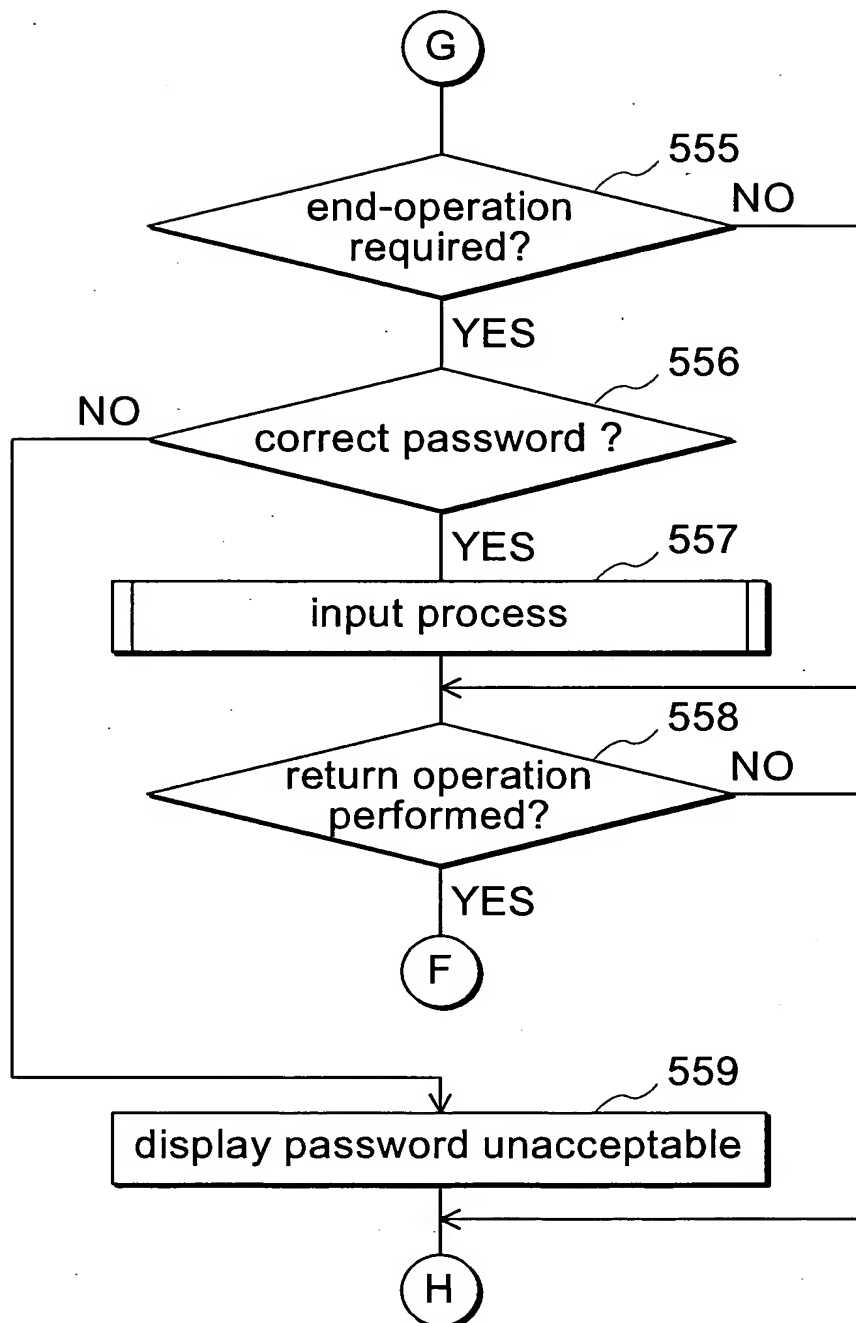 G
555
end-operation
required?
NO
YES
556
NO
correct password ?
YES
557
input process
558
return operation
performed?
NO
YES
F
559
display password unacceptable
H